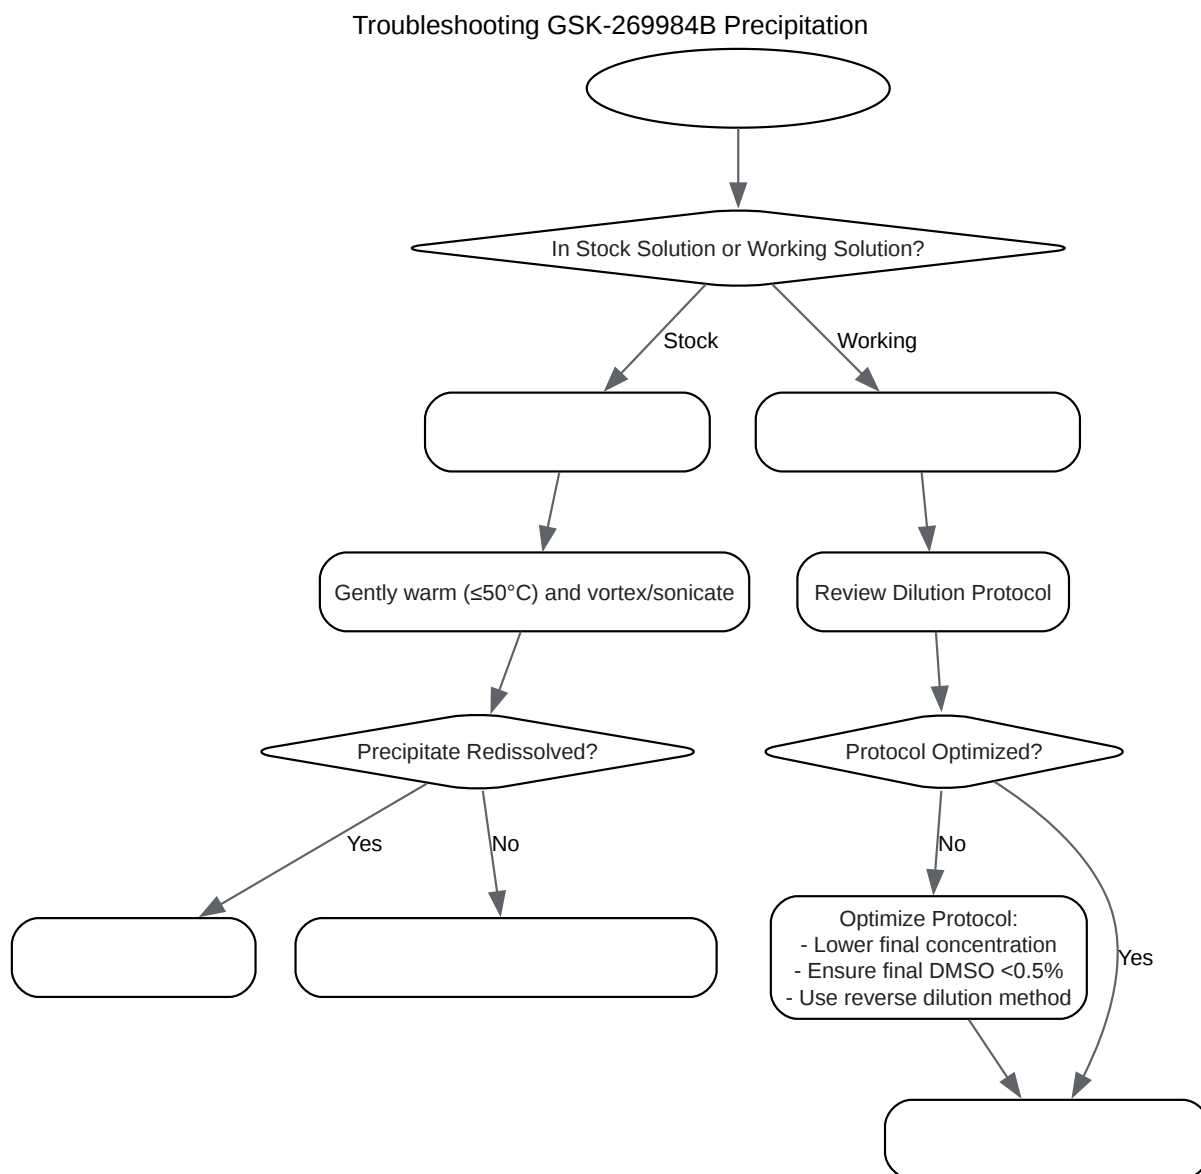 Troubleshooting GSK-269984B Precipitation
In Stock Solution or Working Solution?
Stock
Working
Gently warm (≤50°C) and vortex/sonicate
Review Dilution Protocol
Precipitate Redissolved?
Protocol Optimized?
Yes
No
No
Optimize Protocol:
- Lower final concentration
- Ensure final DMSO <0.5%
- Use reverse dilution method
Yes